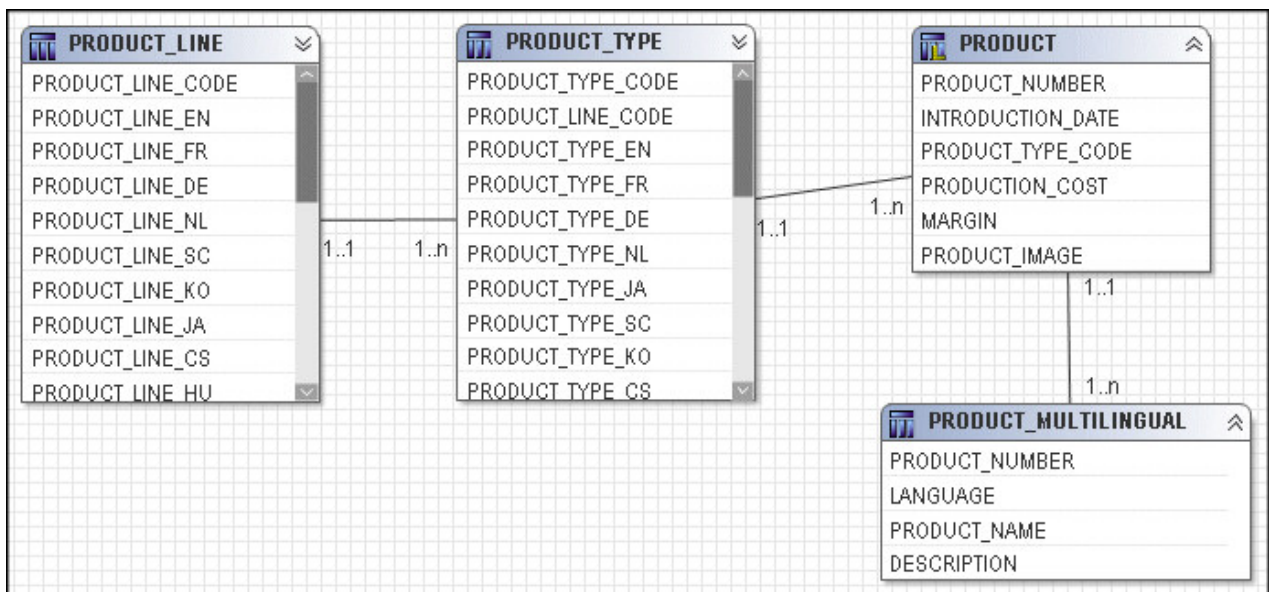 PRODUCT_LINE
PRODUCT_LINE_CODE
PRODUCT_LINE_EN
PRODUCT_LINE_FR
PRODUCT_LINE_DE
PRODUCT_LINE_NL
PRODUCT_LINE_SC
PRODUCT_LINE_KO
PRODUCT_LINE_JA
PRODUCT_LINE_CS
PRODUCT_LINE_HU
1..1
1..n
PRODUCT_TYPE
PRODUCT_TYPE_CODE
PRODUCT_LINE_CODE
PRODUCT_TYPE_EN
PRODUCT_TYPE_FR
PRODUCT_TYPE_DE
PRODUCT_TYPE_NL
PRODUCT_TYPE_JA
PRODUCT_TYPE_SC
PRODUCT_TYPE_KO
PRODUCT_TYPE_CS
1..1
1..n
PRODUCT
PRODUCT_NUMBER
INTRODUCTION_DATE
PRODUCT_TYPE_CODE
PRODUCTION_COST
MARGIN
PRODUCT_IMAGE
1..1
1..n
PRODUCT_MULTILINGUAL
PRODUCT_NUMBER
LANGUAGE
PRODUCT_NAME
DESCRIPTION